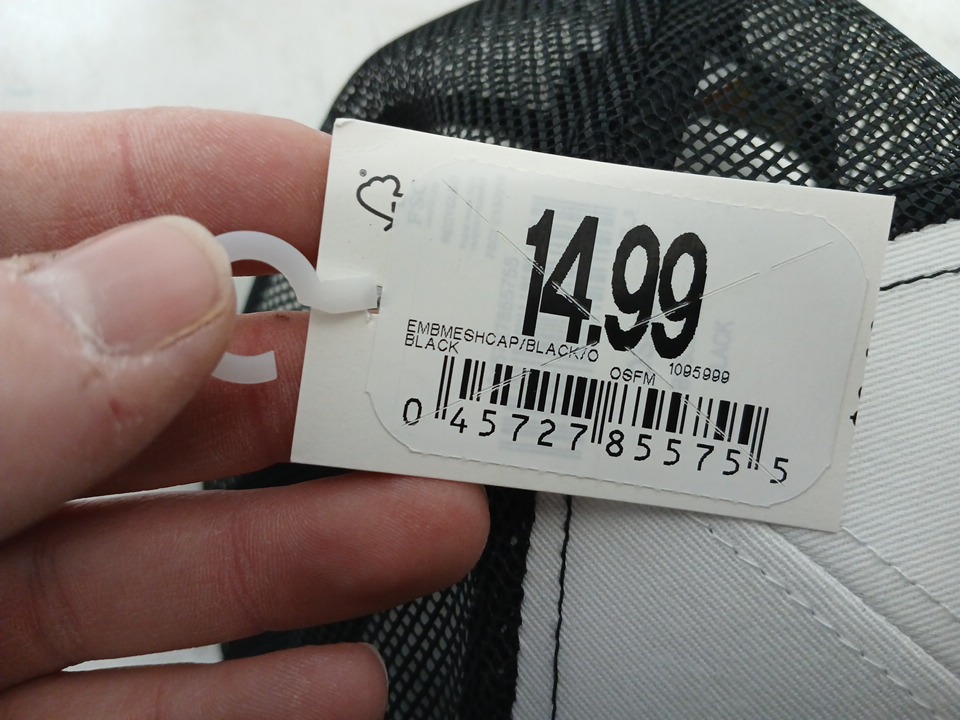 ®
14.99
EMBMESHCAP/BLACK/O
BLACK
OSFM 1095999
0 45727 85575 5